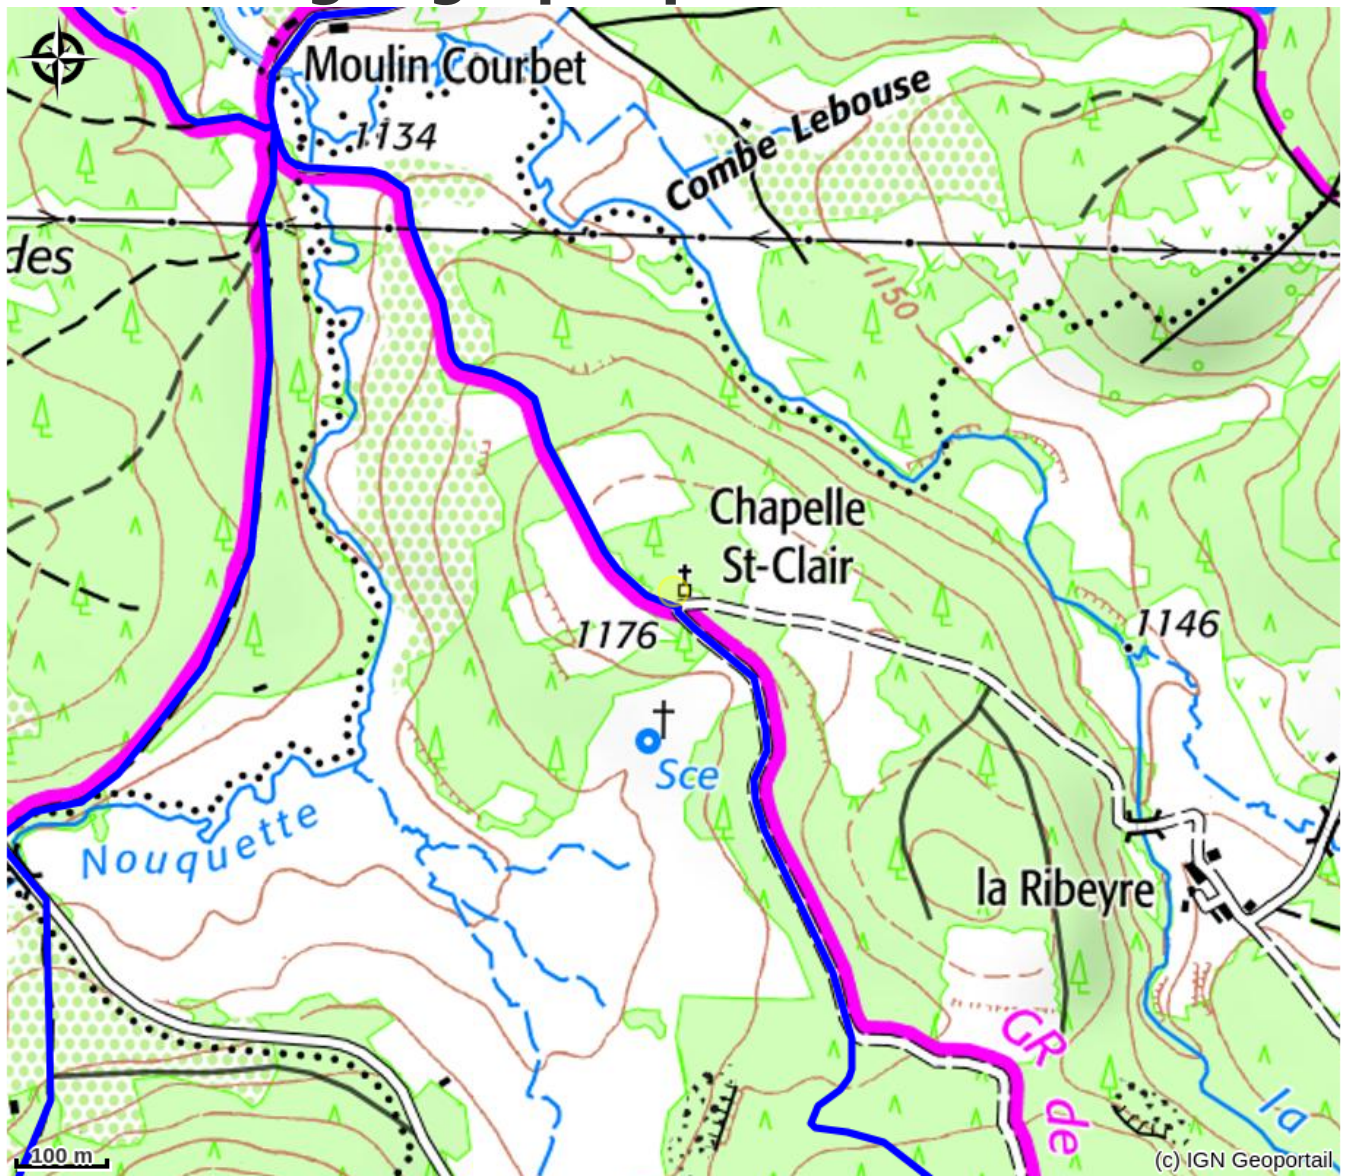 Moulin Courbet
1134
Combe Lebouse
des
1150
Chapelle
St-Clair
1176
1146
Sce
Nouquette
la Ribeyre
GR
de
la
100 m
(c) IGN Geoportail